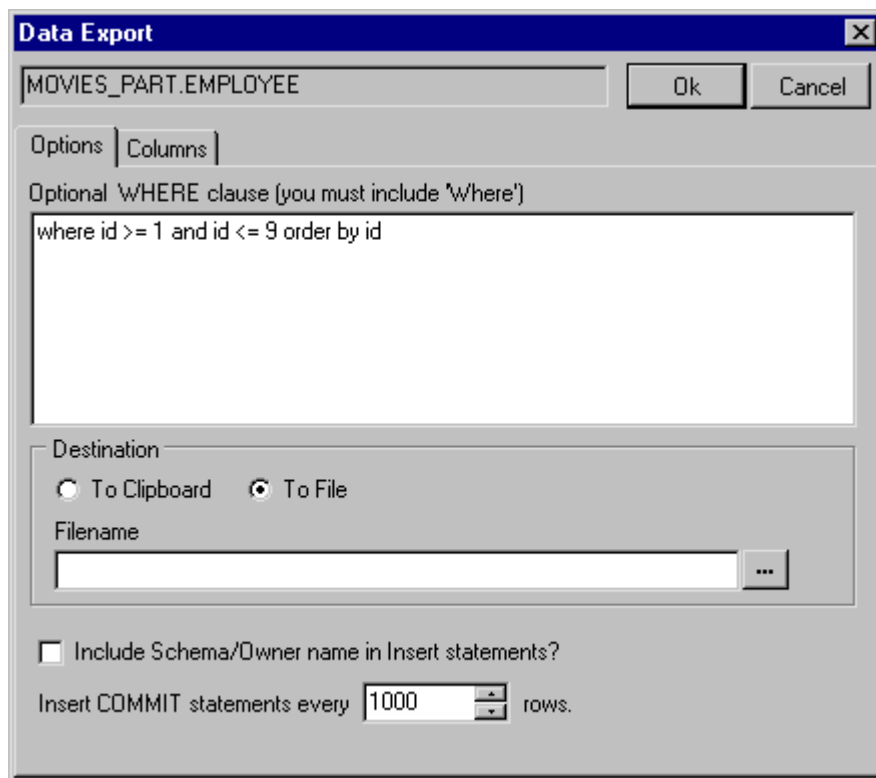 Data Export
MOVIES_PART.EMPLOYEE Ok Cancel
Options Columns
Optional WHERE clause (you must include 'Where')
where id >= 1 and id <= 9 order by id
Destination
To Clipboard To File
Filename
...
Include Schema/Owner name in Insert statements?
Insert COMMIT statements every 1000 rows.